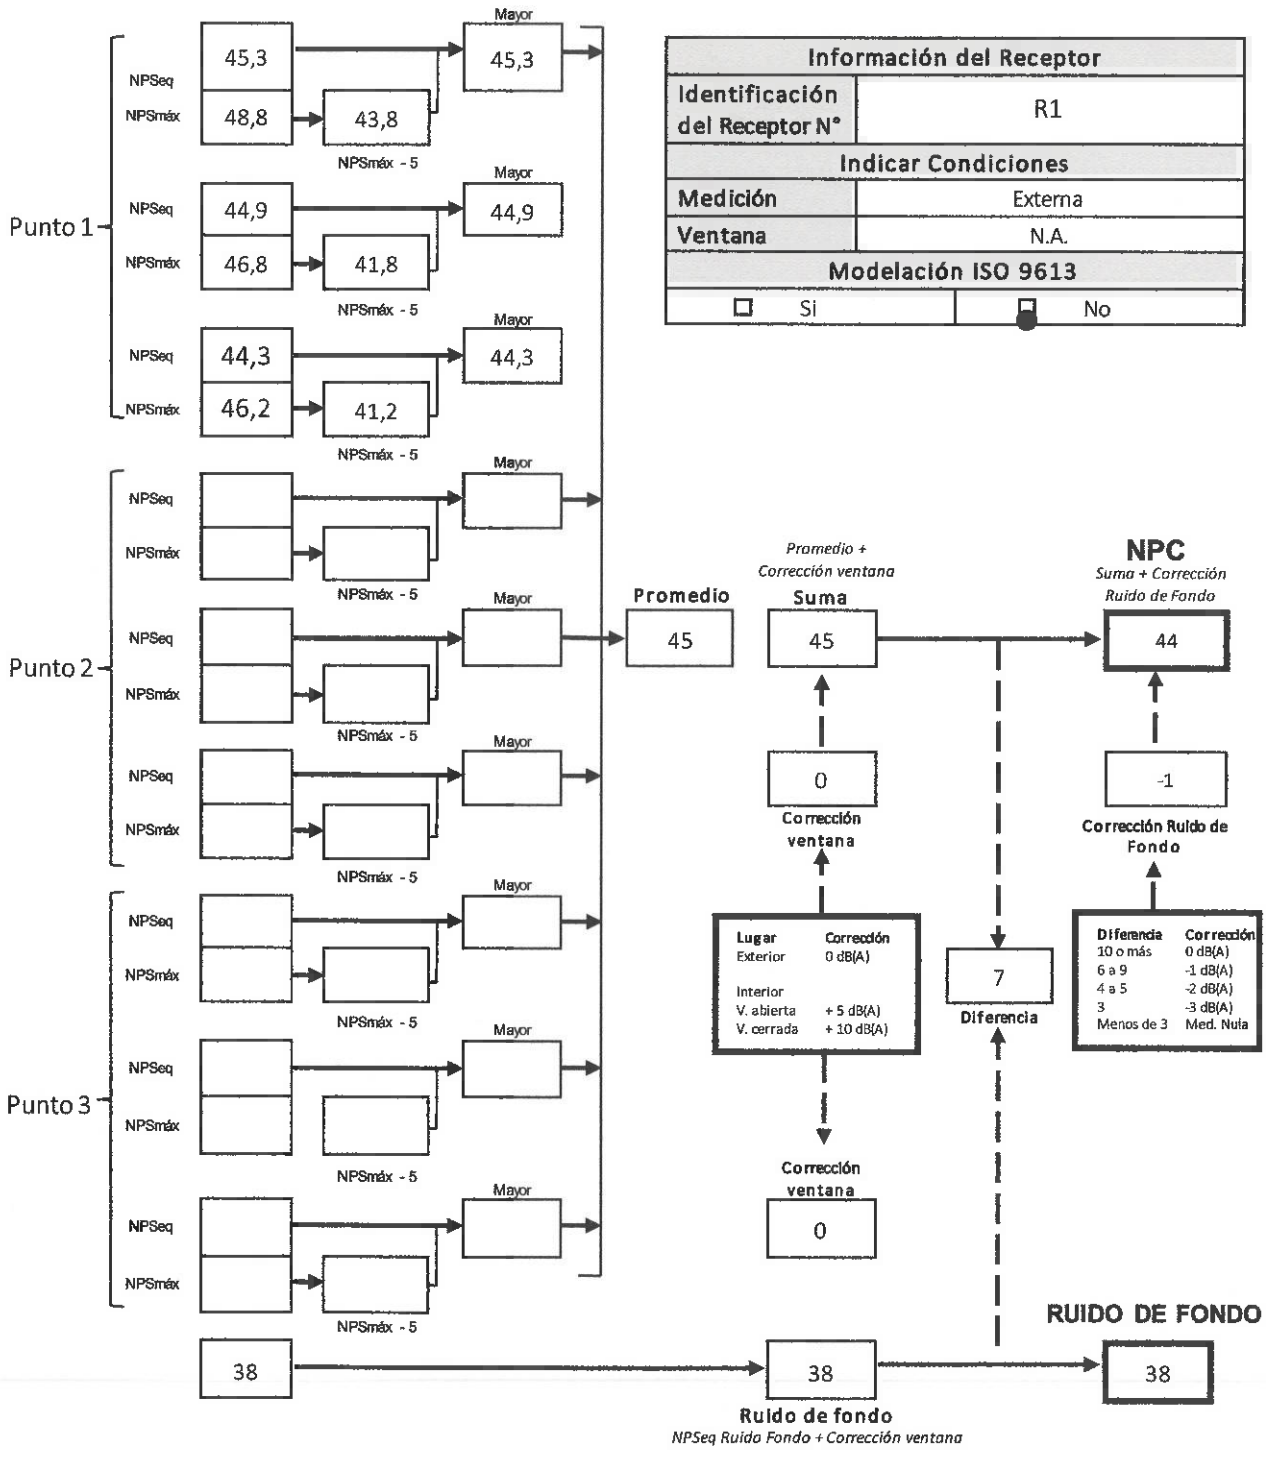 Información del Receptor
Identificación
del Receptor N°
R1
Indicar Condiciones
Medición
Externa
Ventana
N.A.
Modelación ISO 9613
Si
No
Punto 1
NPSeq
45,3
Mayor
45,3
NPSmáx
48,8
43,8
NPSmáx - 5
NPSeq
44,9
Mayor
44,9
NPSmáx
46,8
41,8
NPSmáx - 5
NPSeq
44,3
Mayor
44,3
NPSmáx
46,2
41,2
NPSmáx - 5
Punto 2
NPSeq
Mayor
NPSmáx
NPSmáx - 5
NPSeq
Mayor
NPSmáx
NPSmáx - 5
NPSeq
Mayor
NPSmáx
NPSmáx - 5
Punto 3
NPSeq
Mayor
NPSmáx
NPSmáx - 5
NPSeq
Mayor
NPSmáx
NPSmáx - 5
NPSeq
Mayor
NPSmáx
NPSmáx - 5
Promedio
45
Promedio +
Corrección ventana
Suma
45
NPC
Suma + Corrección
Ruido de Fondo
44
0
Corrección
ventana
-1
Corrección Ruido de
Fondo
Lugar Corrección
Exterior 0 dB(A)
Interior
V. abierta + 5 dB(A)
V. cerrada + 10 dB(A)
7
Diferencia
Diferencia Corrección
10 o más 0 dB(A)
6 a 9 -1 dB(A)
4 a 5 -2 dB(A)
3 -3 dB(A)
Menos de 3 Med. Nula
Corrección
ventana
0
38
38
Ruido de fondo
NPSeq Ruido Fondo + Corrección ventana
RUIDO DE FONDO
38